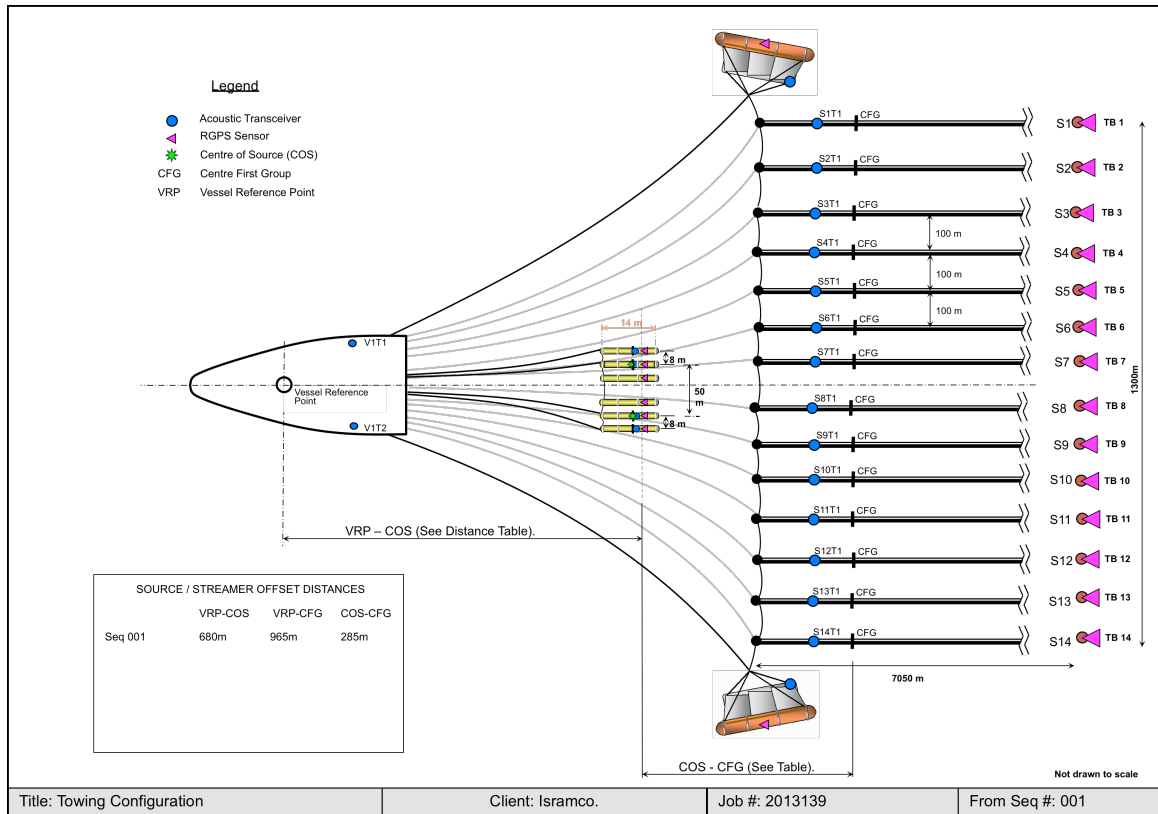 Legend
Acoustic Transceiver
RGPS Sensor
Centre of Source (COS)
CFG Centre First Group
VRP Vessel Reference Point
S1T1 CFG S1 TB 1
S2T1 CFG S2 TB 2
S3T1 CFG S3 TB 3
100 m
S4T1 CFG S4 TB 4
100 m
S5T1 CFG S5 TB 5
100 m
S6T1 CFG S6 TB 6
14 m
V1T1
8 m
S7T1 CFG S7 TB 7
1300m
Vessel Reference
Point
50
m
S8T1 CFG S8 TB 8
8 m
V1T2
S9T1 CFG S9 TB 9
S10T1 CFG S10 TB 10
S11T1 CFG S11 TB 11
VRP – COS (See Distance Table).
S12T1 CFG S12 TB 12
S13T1 CFG S13 TB 13
S14T1 CFG S14 TB 14
7050 m
SOURCE / STREAMER OFFSET DISTANCES
VRP-COS VRP-CFG COS-CFG
Seq 001 680m 965m 285m
COS - CFG (See Table).
Not drawn to scale
Title: Towing Configuration Client: Isramco. Job #: 2013139 From Seq #: 001